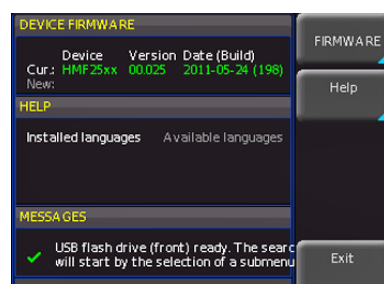 DEVICE FIRMWARE
FIRMWARE
Device Version Date (Build)
Cur.: HMF25xx 00.025 2011-05-24 (198)
New:
Help
HELP
Installed languages Available languages
MESSAGES
USB flash drive (front) ready. The searc
will start by the selection of a submenu
Exit